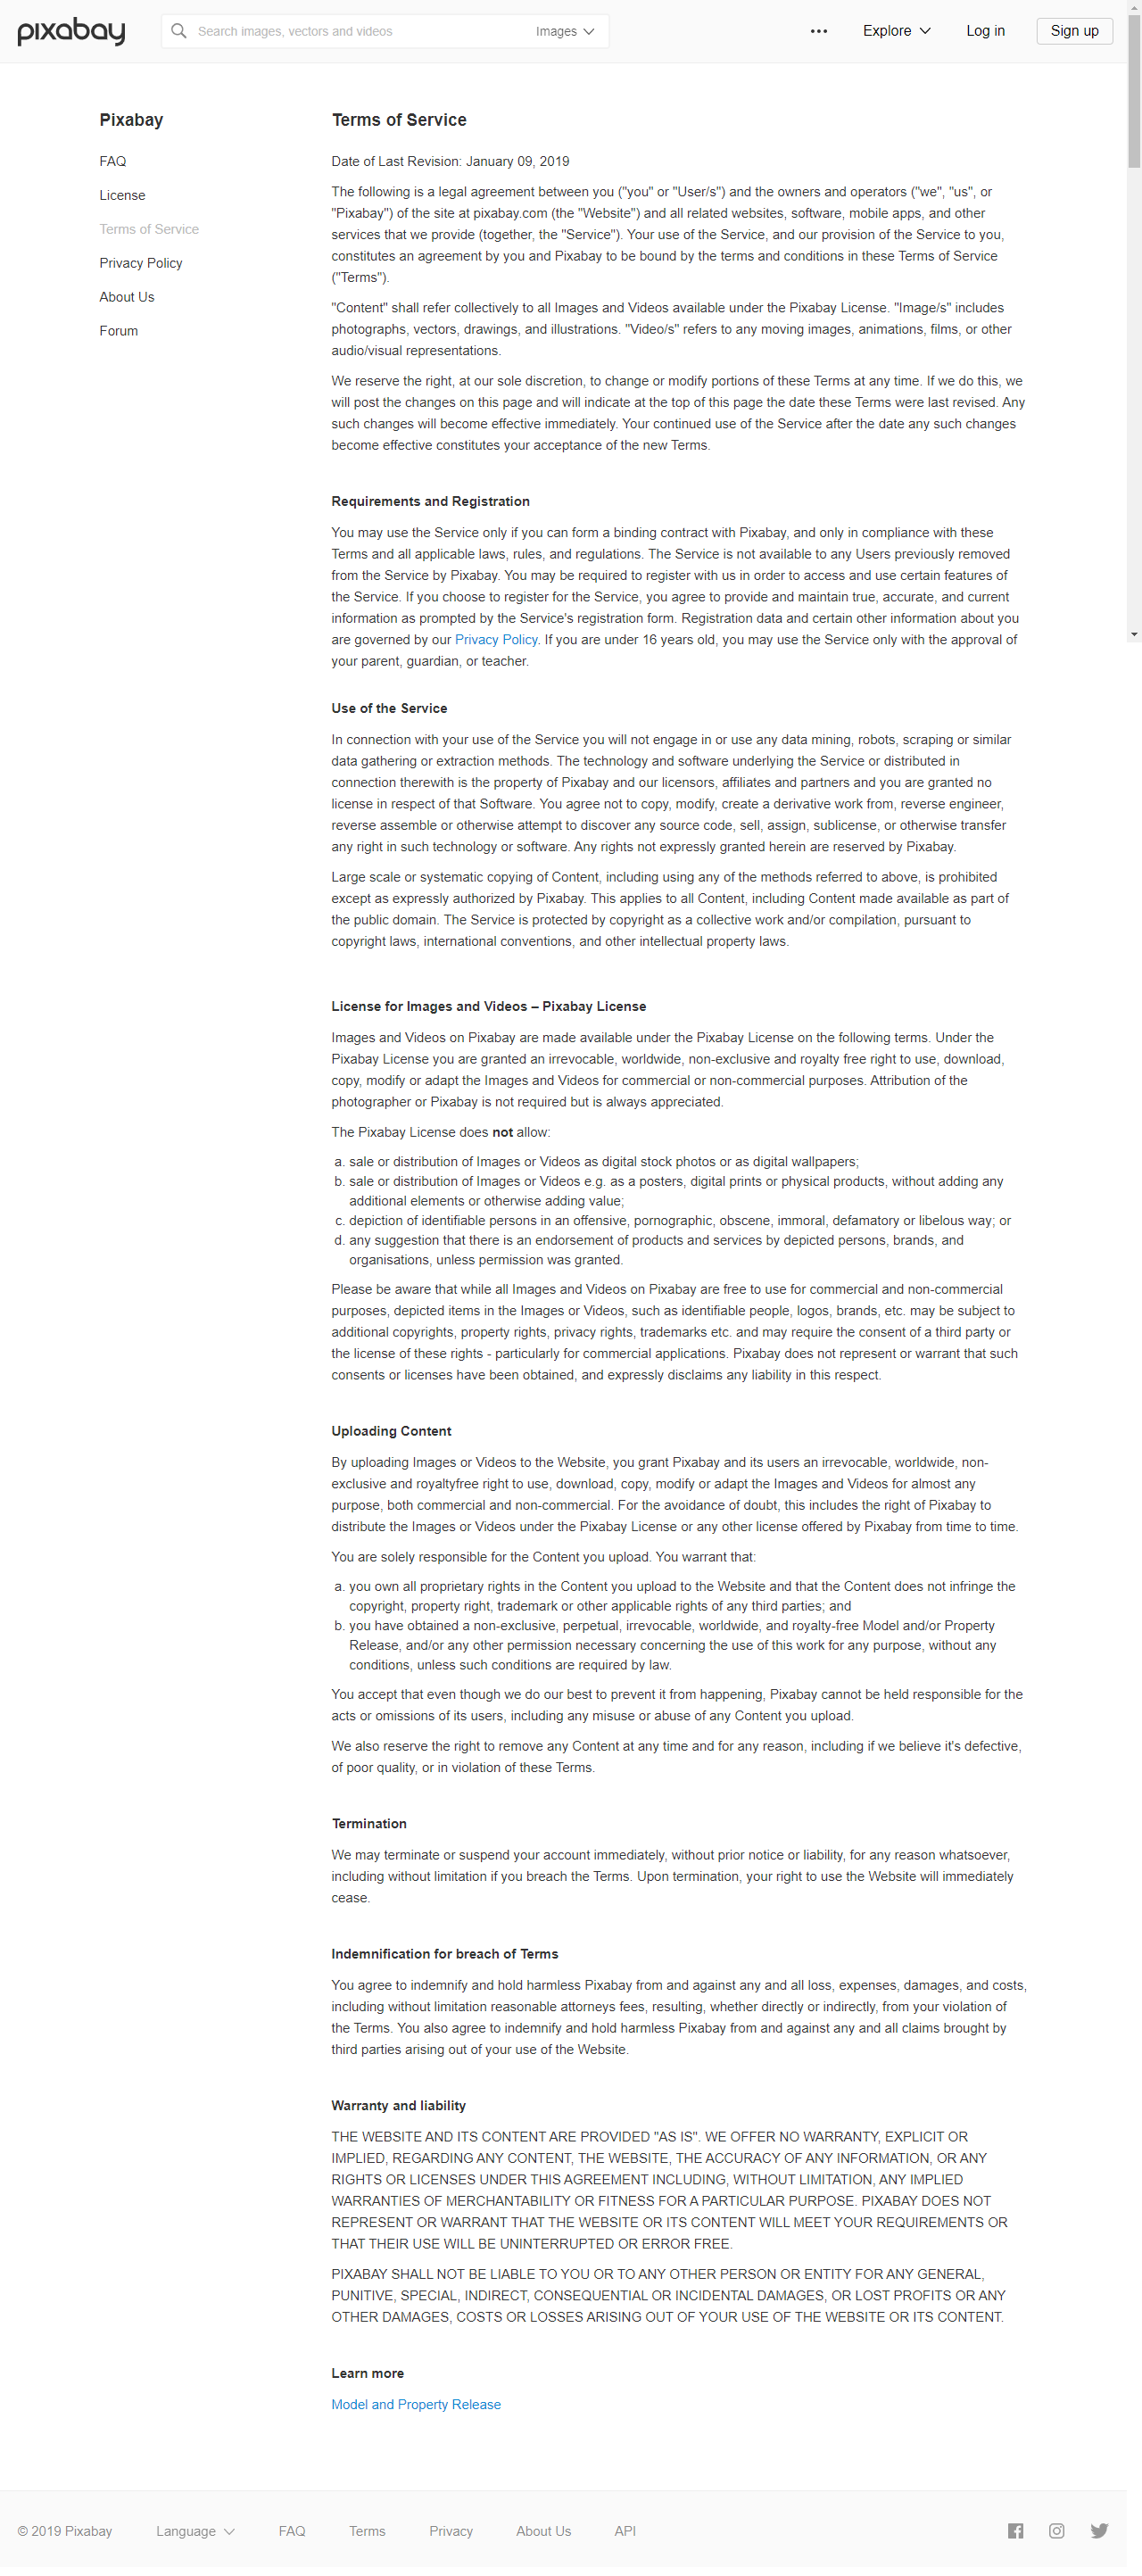 pixabay
Search images, vectors and videos
Images
Explore
Log in
Sign up
Pixabay
FAQ
License
Terms of Service
Privacy Policy
About Us
Forum
Terms of Service
Date of Last Revision: January 09, 2019
The following is a legal agreement between you ("you" or "User/s") and the owners and operators ("we", "us", or
"Pixabay") of the site at pixabay.com (the "Website") and all related websites, software, mobile apps, and other
services that we provide (together, the "Service"). Your use of the Service, and our provision of the Service to you,
constitutes an agreement by you and Pixabay to be bound by the terms and conditions in these Terms of Service
("Terms").
"Content" shall refer collectively to all Images and Videos available under the Pixabay License. "Image/s" includes
photographs, vectors, drawings, and illustrations. "Video/s" refers to any moving images, animations, films, or other
audio/visual representations.
We reserve the right, at our sole discretion, to change or modify portions of these Terms at any time. If we do this, we
will post the changes on this page and will indicate at the top of this page the date these Terms were last revised. Any
such changes will become effective immediately. Your continued use of the Service after the date any such changes
become effective constitutes your acceptance of the new Terms.
Requirements and Registration
You may use the Service only if you can form a binding contract with Pixabay, and only in compliance with these
Terms and all applicable laws, rules, and regulations. The Service is not available to any Users previously removed
from the Service by Pixabay. You may be required to register with us in order to access and use certain features of
the Service. If you choose to register for the Service, you agree to provide and maintain true, accurate, and current
information as prompted by the Service's registration form. Registration data and certain other information about you
are governed by our Privacy Policy. If you are under 16 years old, you may use the Service only with the approval of
your parent, guardian, or teacher.
Use of the Service
In connection with your use of the Service you will not engage in or use any data mining, robots, scraping or similar
data gathering or extraction methods. The technology and software underlying the Service or distributed in
connection therewith is the property of Pixabay and our licensors, affiliates and partners and you are granted no
license in respect of that Software. You agree not to copy, modify, create a derivative work from, reverse engineer,
reverse assemble or otherwise attempt to discover any source code, sell, assign, sublicense, or otherwise transfer
any right in such technology or software. Any rights not expressly granted herein are reserved by Pixabay.
Large scale or systematic copying of Content, including using any of the methods referred to above, is prohibited
except as expressly authorized by Pixabay. This applies to all Content, including Content made available as part of
the public domain. The Service is protected by copyright as a collective work and/or compilation, pursuant to
copyright laws, international conventions, and other intellectual property laws.
License for Images and Videos – Pixabay License
Images and Videos on Pixabay are made available under the Pixabay License on the following terms. Under the
Pixabay License you are granted an irrevocable, worldwide, non-exclusive and royalty free right to use, download,
copy, modify or adapt the Images and Videos for commercial or non-commercial purposes. Attribution of the
photographer or Pixabay is not required but is always appreciated.
The Pixabay License does not allow:
a. sale or distribution of Images or Videos as digital stock photos or as digital wallpapers;
b. sale or distribution of Images or Videos e.g. as a posters, digital prints or physical products, without adding any
additional elements or otherwise adding value;
c. depiction of identifiable persons in an offensive, pornographic, obscene, immoral, defamatory or libelous way; or
d. any suggestion that there is an endorsement of products and services by depicted persons, brands, and
organisations, unless permission was granted.
Please be aware that while all Images and Videos on Pixabay are free to use for commercial and non-commercial
purposes, depicted items in the Images or Videos, such as identifiable people, logos, brands, etc. may be subject to
additional copyrights, property rights, privacy rights, trademarks etc. and may require the consent of a third party or
the license of these rights - particularly for commercial applications. Pixabay does not represent or warrant that such
consents or licenses have been obtained, and expressly disclaims any liability in this respect.
Uploading Content
By uploading Images or Videos to the Website, you grant Pixabay and its users an irrevocable, worldwide, non-
exclusive and royaltyfree right to use, download, copy, modify or adapt the Images and Videos for almost any
purpose, both commercial and non-commercial. For the avoidance of doubt, this includes the right of Pixabay to
distribute the Images or Videos under the Pixabay License or any other license offered by Pixabay from time to time.
You are solely responsible for the Content you upload. You warrant that:
a. you own all proprietary rights in the Content you upload to the Website and that the Content does not infringe the
copyright, property right, trademark or other applicable rights of any third parties; and
b. you have obtained a non-exclusive, perpetual, irrevocable, worldwide, and royalty-free Model and/or Property
Release, and/or any other permission necessary concerning the use of this work for any purpose, without any
conditions, unless such conditions are required by law.
You accept that even though we do our best to prevent it from happening, Pixabay cannot be held responsible for the
acts or omissions of its users, including any misuse or abuse of any Content you upload.
We also reserve the right to remove any Content at any time and for any reason, including if we believe it's defective,
of poor quality, or in violation of these Terms.
Termination
We may terminate or suspend your account immediately, without prior notice or liability, for any reason whatsoever,
including without limitation if you breach the Terms. Upon termination, your right to use the Website will immediately
cease.
Indemnification for breach of Terms
You agree to indemnify and hold harmless Pixabay from and against any and all loss, expenses, damages, and costs,
including without limitation reasonable attorneys fees, resulting, whether directly or indirectly, from your violation of
the Terms. You also agree to indemnify and hold harmless Pixabay from and against any and all claims brought by
third parties arising out of your use of the Website.
Warranty and liability
THE WEBSITE AND ITS CONTENT ARE PROVIDED "AS IS". WE OFFER NO WARRANTY, EXPLICIT OR
IMPLIED, REGARDING ANY CONTENT, THE WEBSITE, THE ACCURACY OF ANY INFORMATION, OR ANY
RIGHTS OR LICENSES UNDER THIS AGREEMENT INCLUDING, WITHOUT LIMITATION, ANY IMPLIED
WARRANTIES OF MERCHANTABILITY OR FITNESS FOR A PARTICULAR PURPOSE. PIXABAY DOES NOT
REPRESENT OR WARRANT THAT THE WEBSITE OR ITS CONTENT WILL MEET YOUR REQUIREMENTS OR
THAT THEIR USE WILL BE UNINTERRUPTED OR ERROR FREE.
PIXABAY SHALL NOT BE LIABLE TO YOU OR TO ANY OTHER PERSON OR ENTITY FOR ANY GENERAL,
PUNITIVE, SPECIAL, INDIRECT, CONSEQUENTIAL OR INCIDENTAL DAMAGES, OR LOST PROFITS OR ANY
OTHER DAMAGES, COSTS OR LOSSES ARISING OUT OF YOUR USE OF THE WEBSITE OR ITS CONTENT.
Learn more
Model and Property Release
© 2019 Pixabay
Language
FAQ
Terms
Privacy
About Us
API